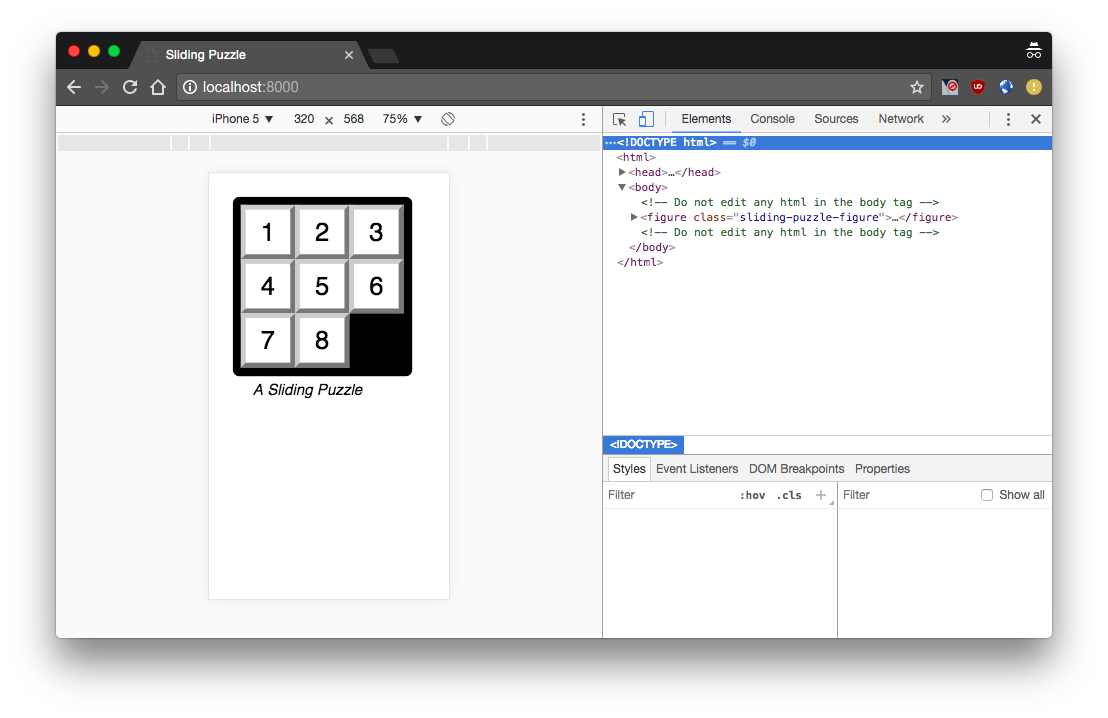 Sliding Puzzle
localhost:8000
iPhone 5 ▼ 320 × 568 75% ▼
Elements Console Sources Network »
1 2 3
4 5 6
7 8
A Sliding Puzzle
•••<!DOCTYPE html> == $0
<html>
▶<head>…</head>
▼<body>
<!-- Do not edit any html in the body tag -->
▶<figure class="sliding-puzzle-figure">…</figure>
<!-- Do not edit any html in the body tag -->
</body>
</html>
<!DOCTYPE>
Styles Event Listeners DOM Breakpoints Properties
Filter :hov .cls + Filter Show all